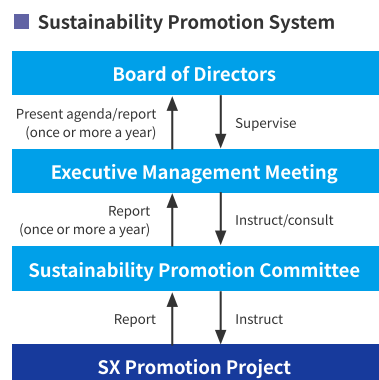 Sustainability Promotion System
Board of Directors
Present agenda/report
(once or more a year)
Supervise
Executive Management Meeting
Report
(once or more a year)
Instruct/consult
Sustainability Promotion Committee
Report
Instruct
SX Promotion Project